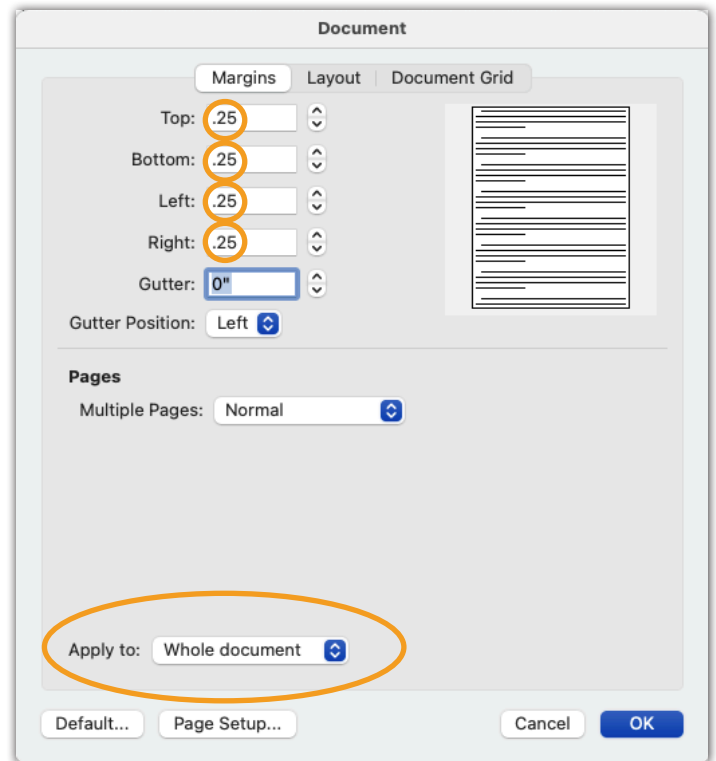 Document
Margins Layout Document Grid
Top: .25
Bottom: .25
Left: .25
Right: .25
Gutter: 0"
Gutter Position: Left
Pages
Multiple Pages: Normal
Apply to: Whole document
Default... Page Setup... Cancel OK